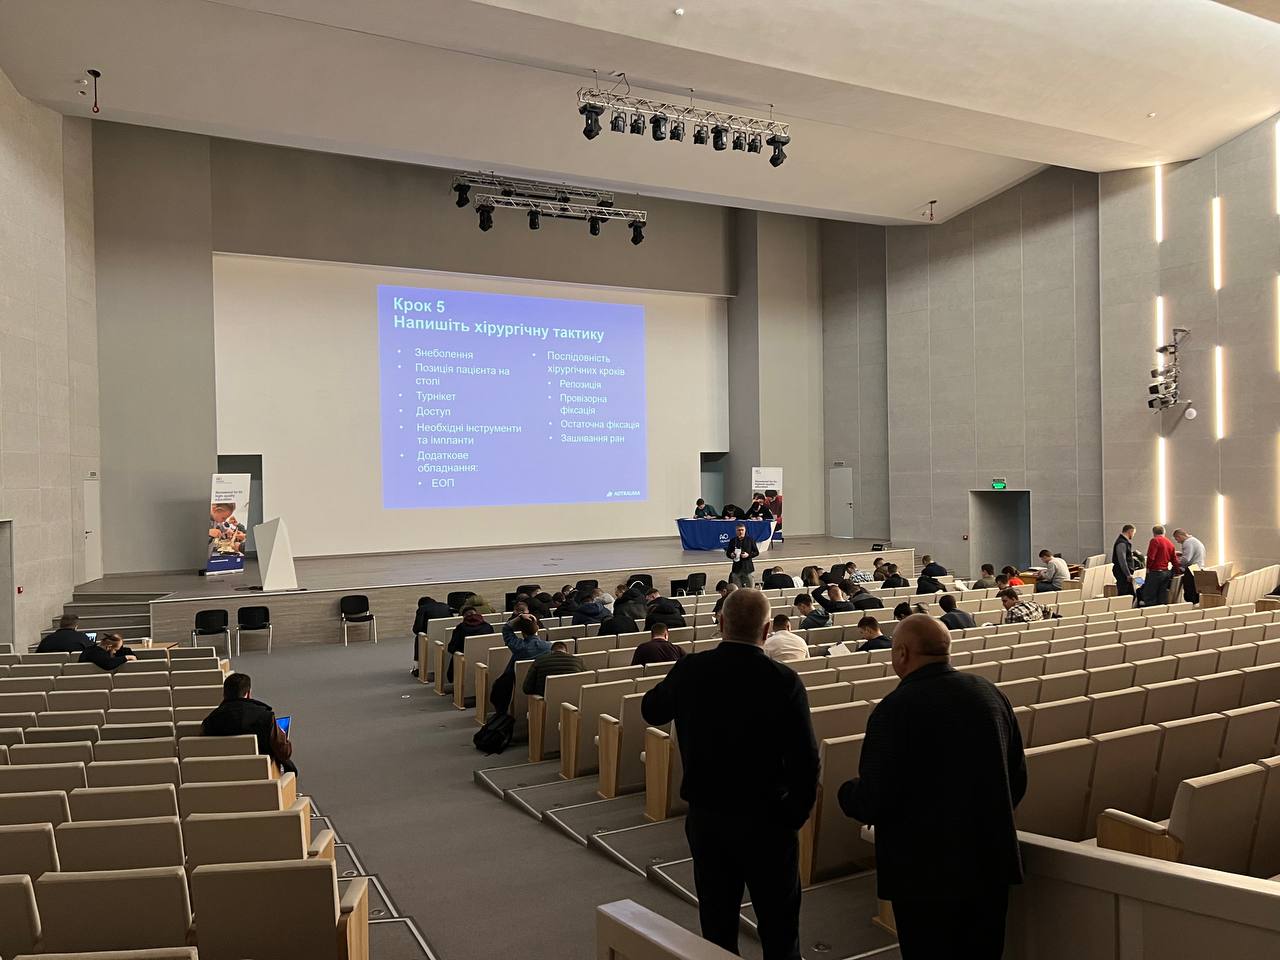 Крок 5
Напишіть хірургічну тактику
• Знеболення
• Позиція пацієнта на
столі
• Турнікет
• Доступ
• Необхідні інструменти
та імпланти
• Додаткове
обладнання:
• ЕОП
• Послідовність
хірургічних кроків
• Репозиція
• Провізорна
фіксація
• Остаточна фіксація
• Зашивання ран
AOTRAUMA
AO